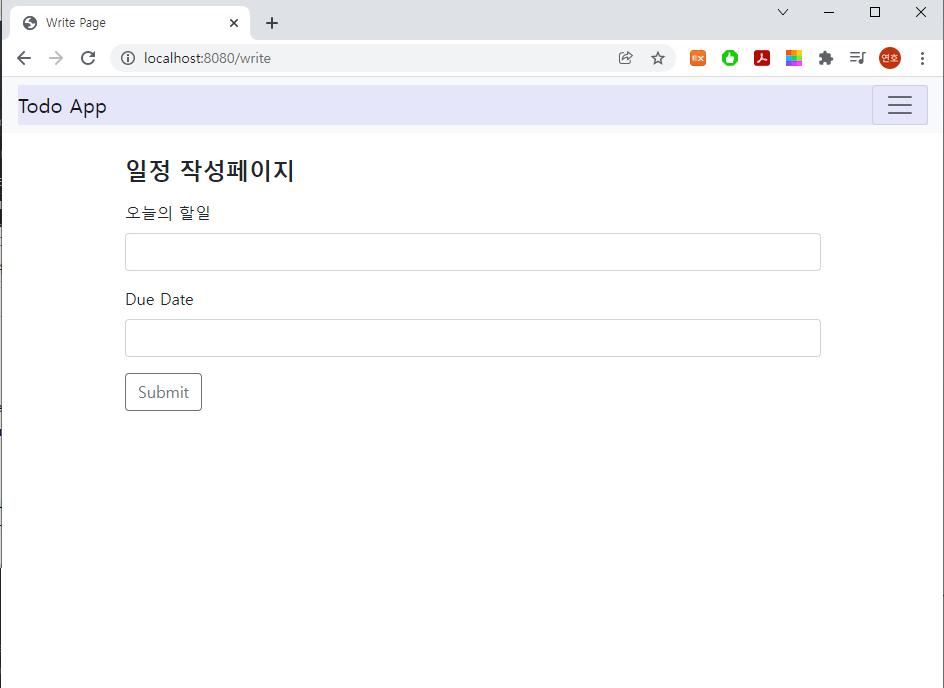 Write Page
localhost:8080/write
EX
연호
Todo App
일정 작성페이지
오늘의 할일
Due Date
Submit